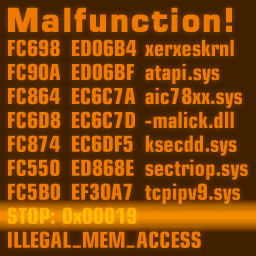 Malfunction!
FC698 ED06B4 xerxeskrnl
FC90A ED06BF atapi.sys
FC864 EC6C7A aic78xx.sys
FC6D8 EC6C7D -malick.dll
FC874 EC6DF5 ksecdd.sys
FC550 ED868E sectriop.sys
FC5B0 EF30A7 tcpipv9.sys
STOP: 0x00019
ILLEGAL_MEM_ACCESS